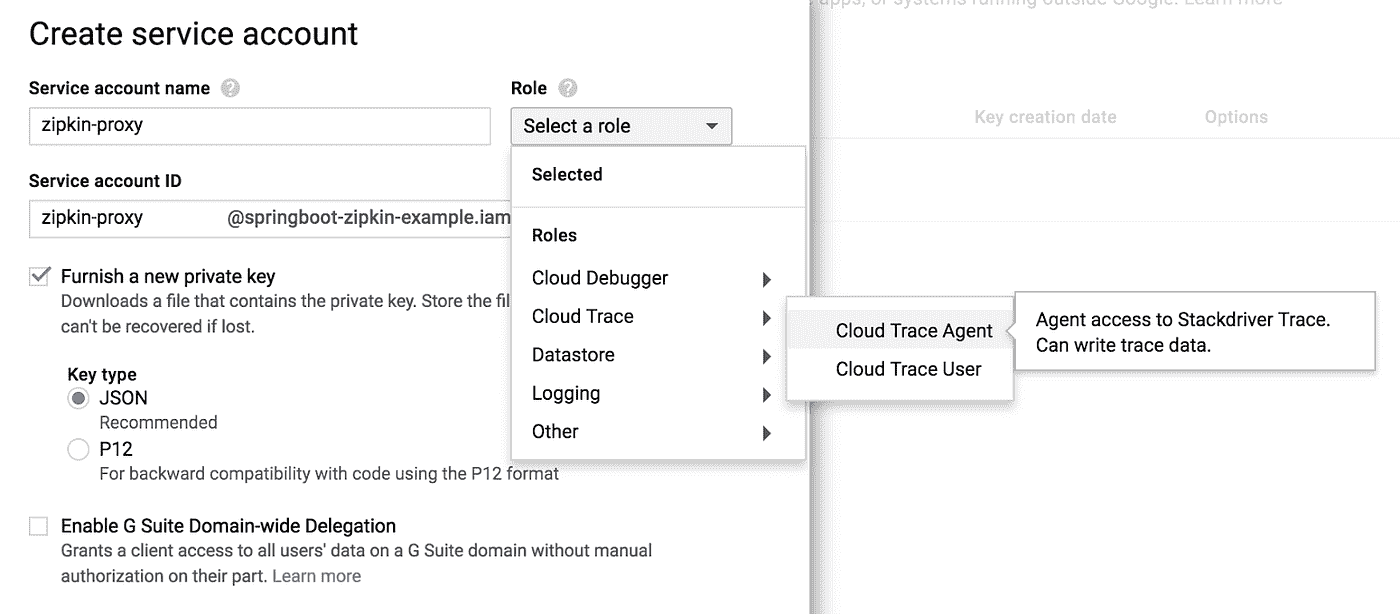 apps, or systems running outside Google. Learn more
Create service account
Service account name
Role
zipkin-proxy
Select a role
Key creation date
Options
Selected
Service account ID
zipkin-proxy
@springboot-zipkin-example.iam
Roles
Furnish a new private key
Downloads a file that contains the private key. Store the fil
can't be recovered if lost.
Cloud Debugger
Cloud Trace
Datastore
Logging
Other
Cloud Trace Agent
Cloud Trace User
Agent access to Stackdriver Trace.
Can write trace data.
Key type
JSON
Recommended
P12
For backward compatibility with code using the P12 format
Enable G Suite Domain-wide Delegation
Grants a client access to all users' data on a G Suite domain without manual
authorization on their part. Learn more